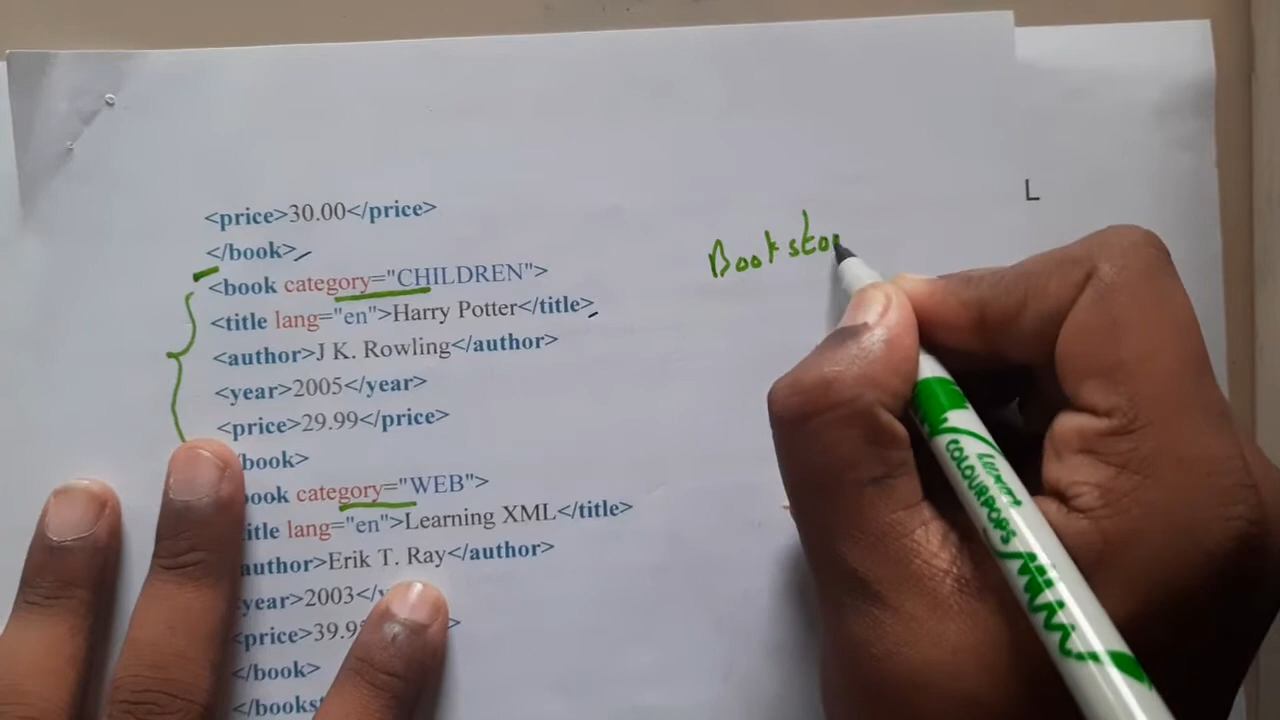 <price>30.00</price>
</book>
<book category="CHILDREN">
<title lang="en">Harry Potter</title>
<author>J K. Rowling</author>
<year>2005</year>
<price>29.99</price>
book>
ook category="WEB">
itle lang="en">Learning XML</title>
author>Erik T. Ray</author>
year>2003</y
<price>39.9
</book>
</bookst
Booksto
L
Luxor
COLOURPOPS